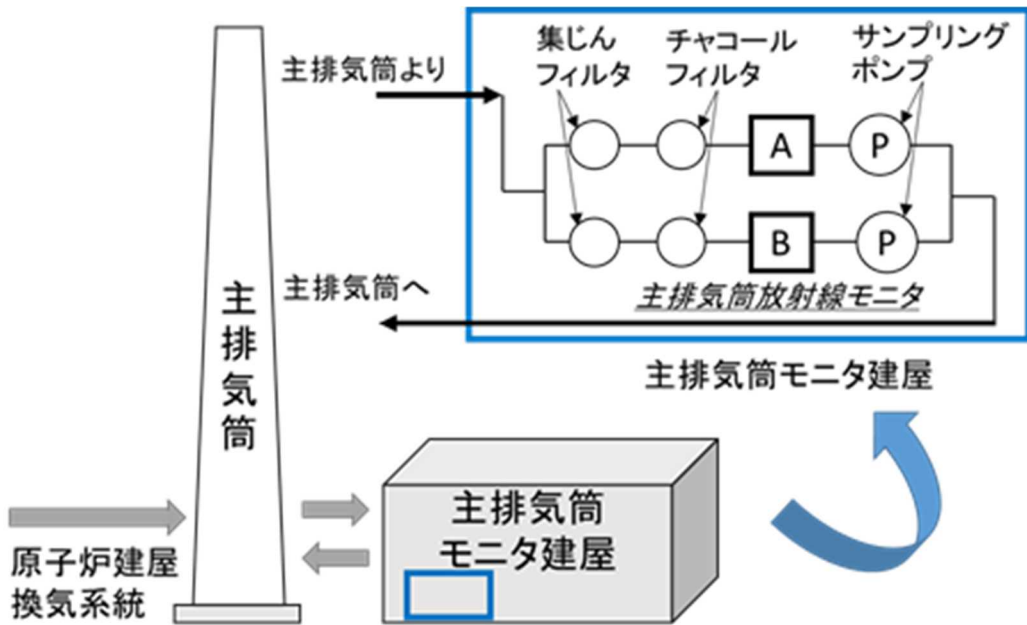 主排気筒より
集じん
フィルタ
チャコール
フィルタ
サンプリング
ポンプ
A
P
B
P
主排気筒放射線モニタ
主排気筒へ
主排気筒モニタ建屋
主排気筒
主排気筒
モニタ建屋
原子炉建屋
換気系統